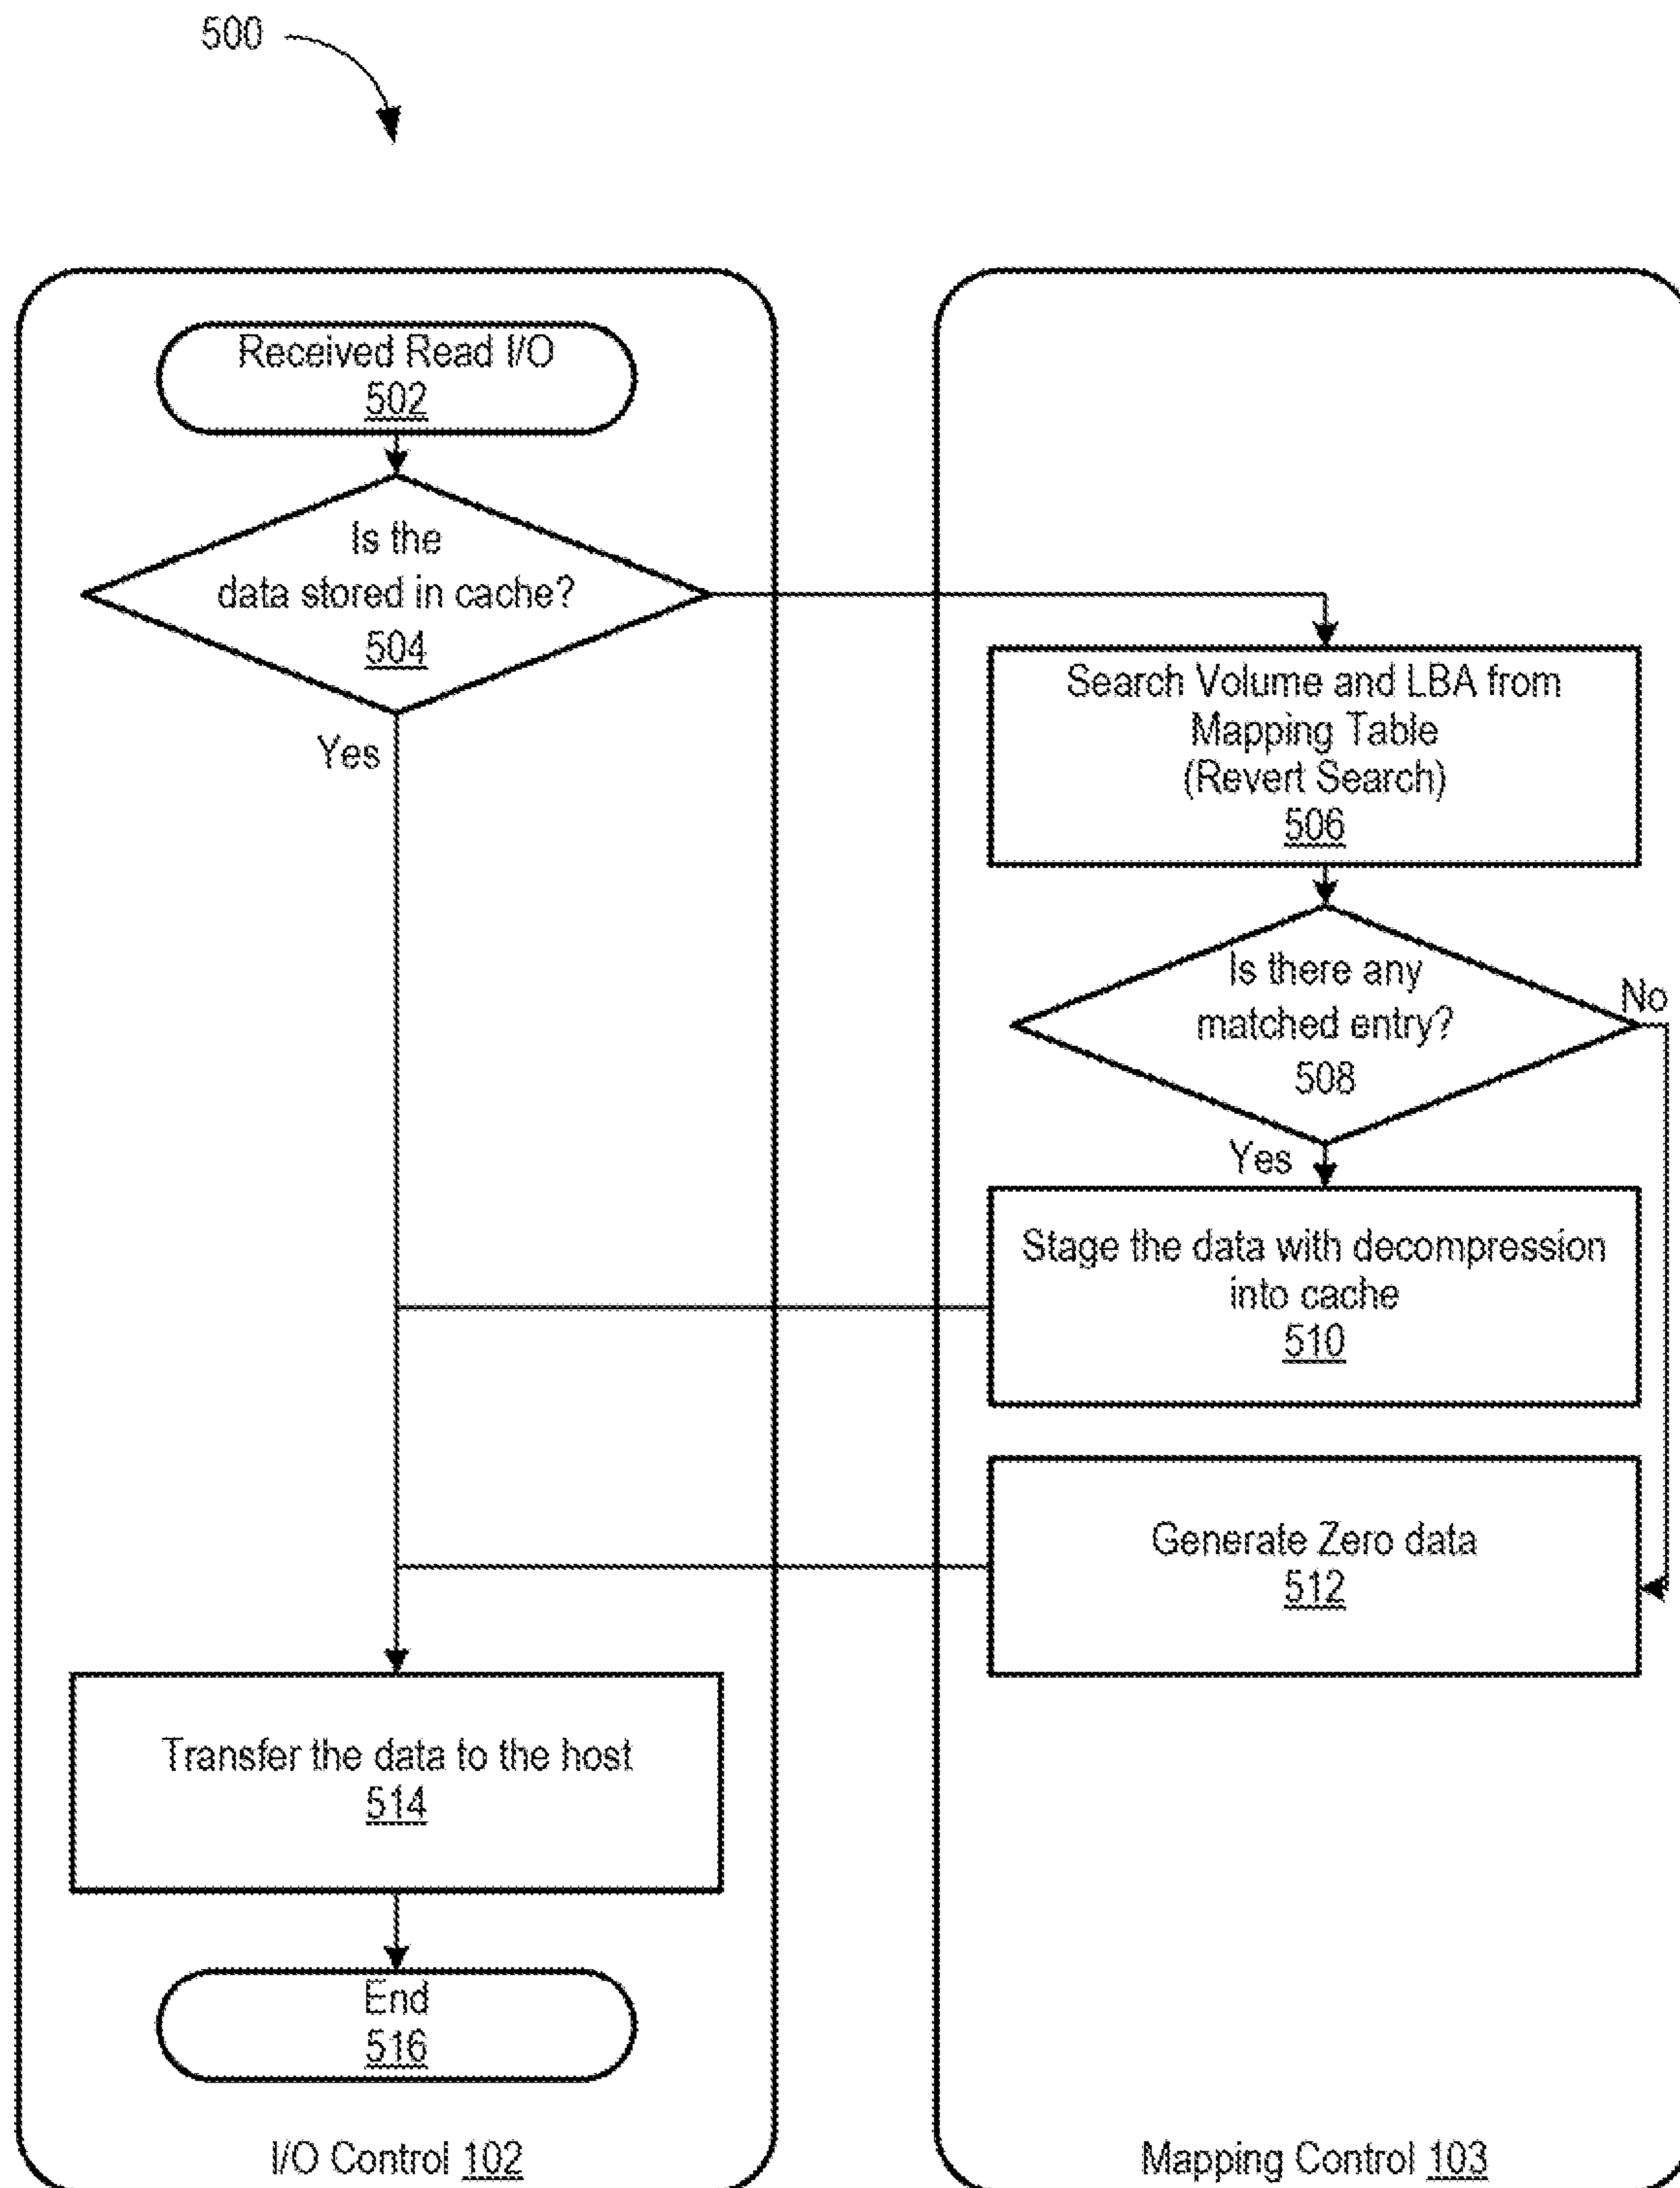 500
Received Read I/O
502
Is the
data stored in cache?
504
Yes
Search Volume and LBA from
Mapping Table
(Revert Search)
506
Is there any
matched entry?
508
No
Yes
Stage the data with decompression
into cache
510
Generate Zero data
512
Transfer the data to the host
514
End
516
I/O Control 102
Mapping Control 103